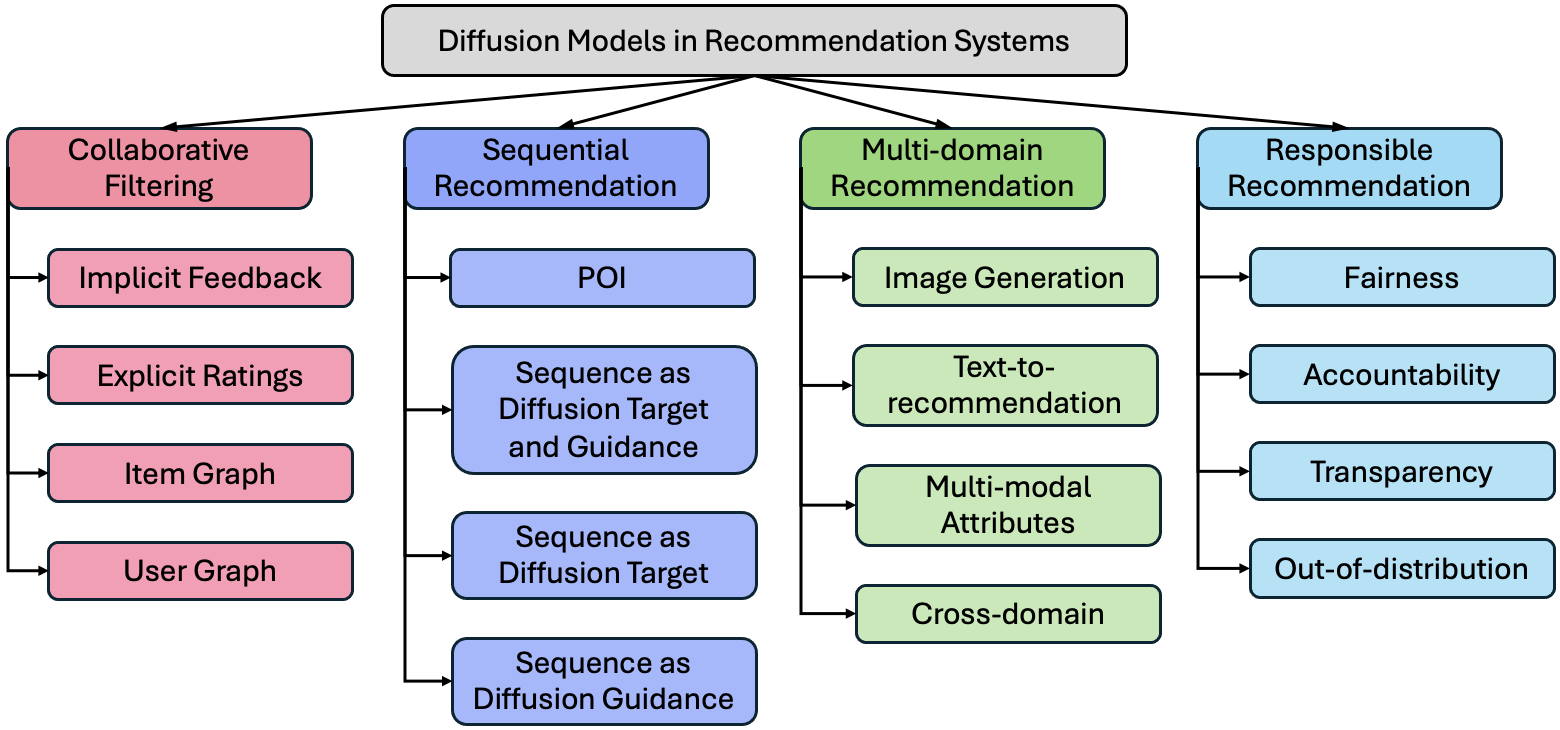 Diffusion Models in Recommendation Systems
Collaborative
Filtering
Implicit Feedback
Explicit Ratings
Item Graph
User Graph
Sequential
Recommendation
POI
Sequence as
Diffusion Target
and Guidance
Sequence as
Diffusion Target
Sequence as
Diffusion Guidance
Multi-domain
Recommendation
Image Generation
Text-to-
recommendation
Multi-modal
Attributes
Cross-domain
Responsible
Recommendation
Fairness
Accountability
Transparency
Out-of-distribution